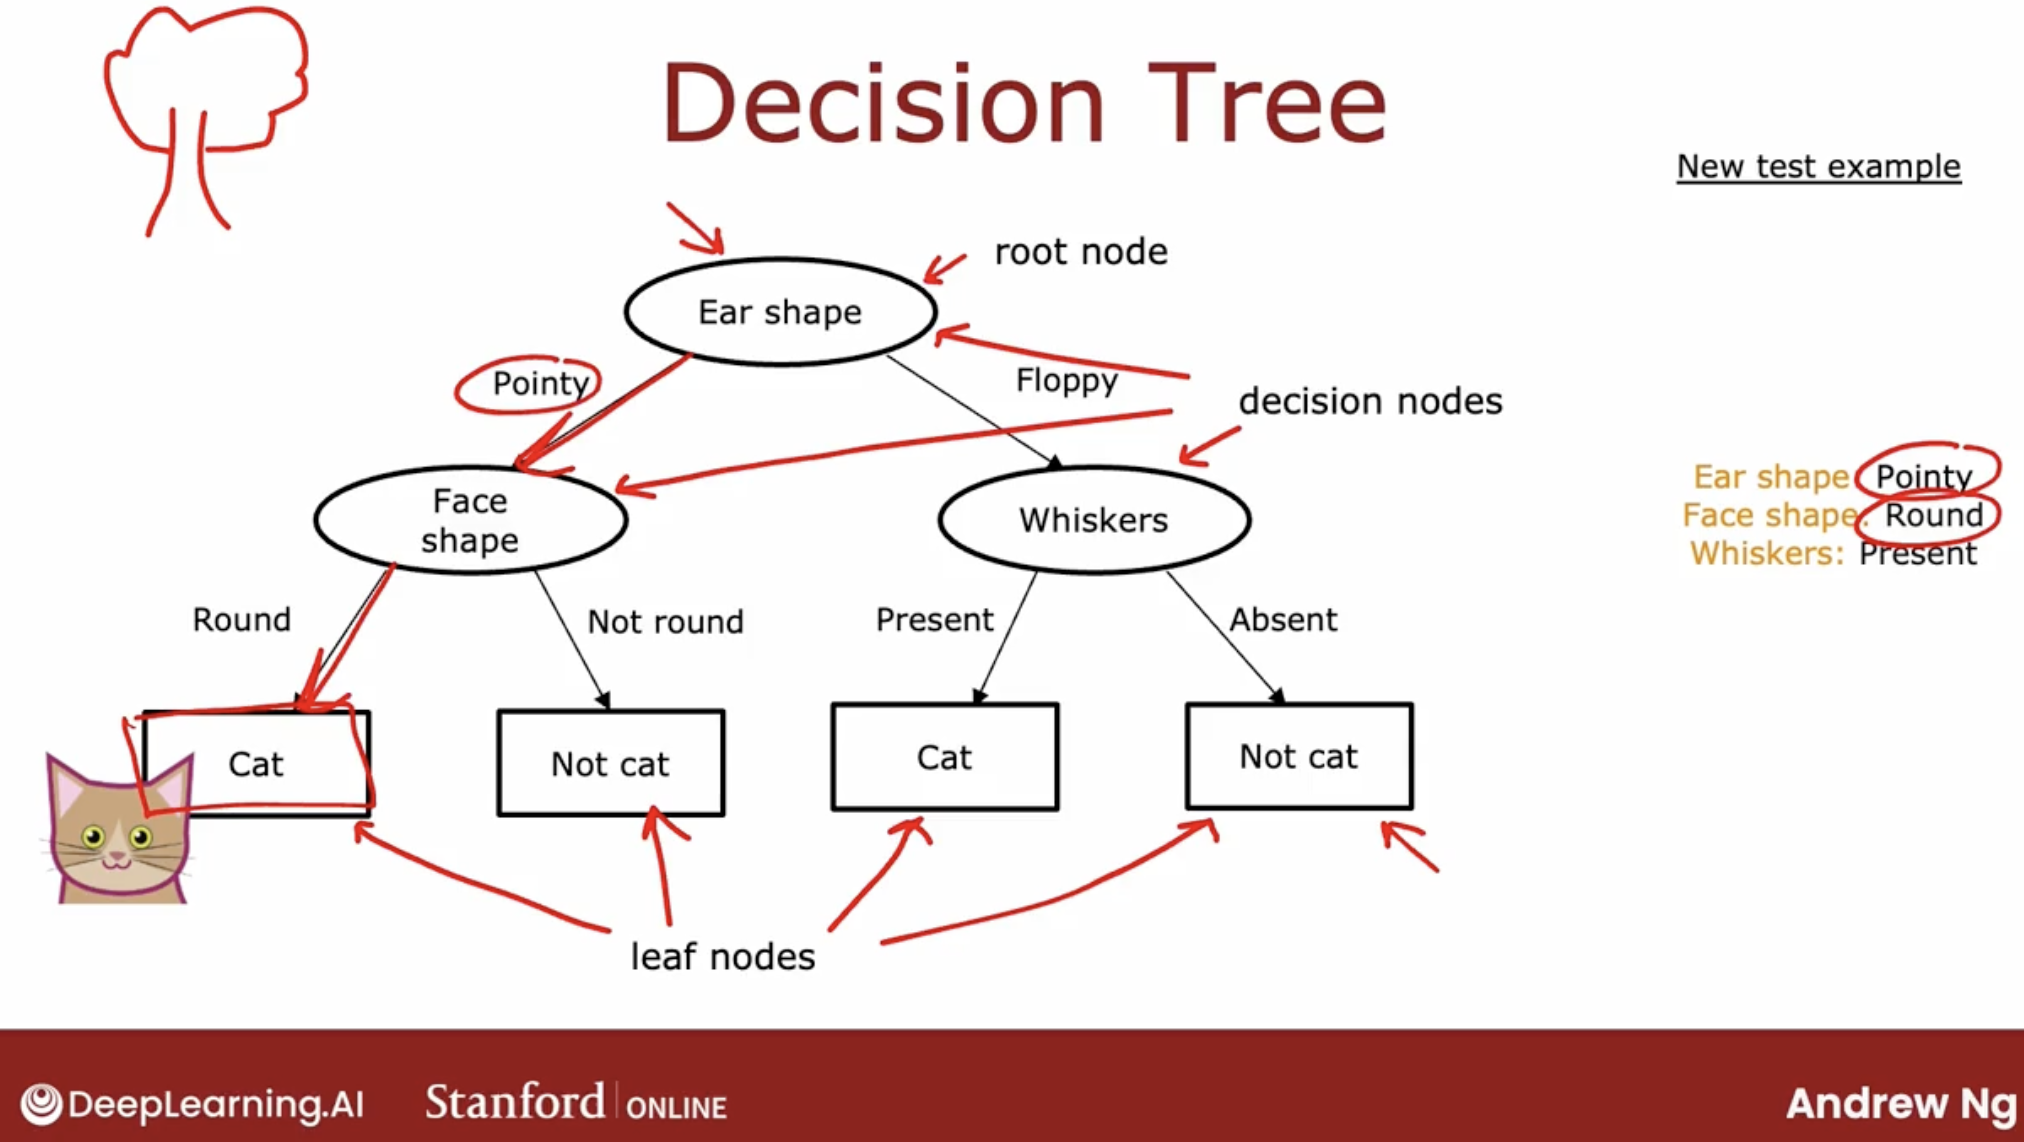 Decision Tree
New test example
root node
Ear shape
Pointy
Floppy
decision nodes
Face
shape
Whiskers
Ear shape Pointy
Face shape: Round
Whiskers: Present
Round
Not round
Present
Absent
Cat
Not cat
Cat
Not cat
leaf nodes
DeepLearning.AI
Stanford ONLINE
Andrew Ng